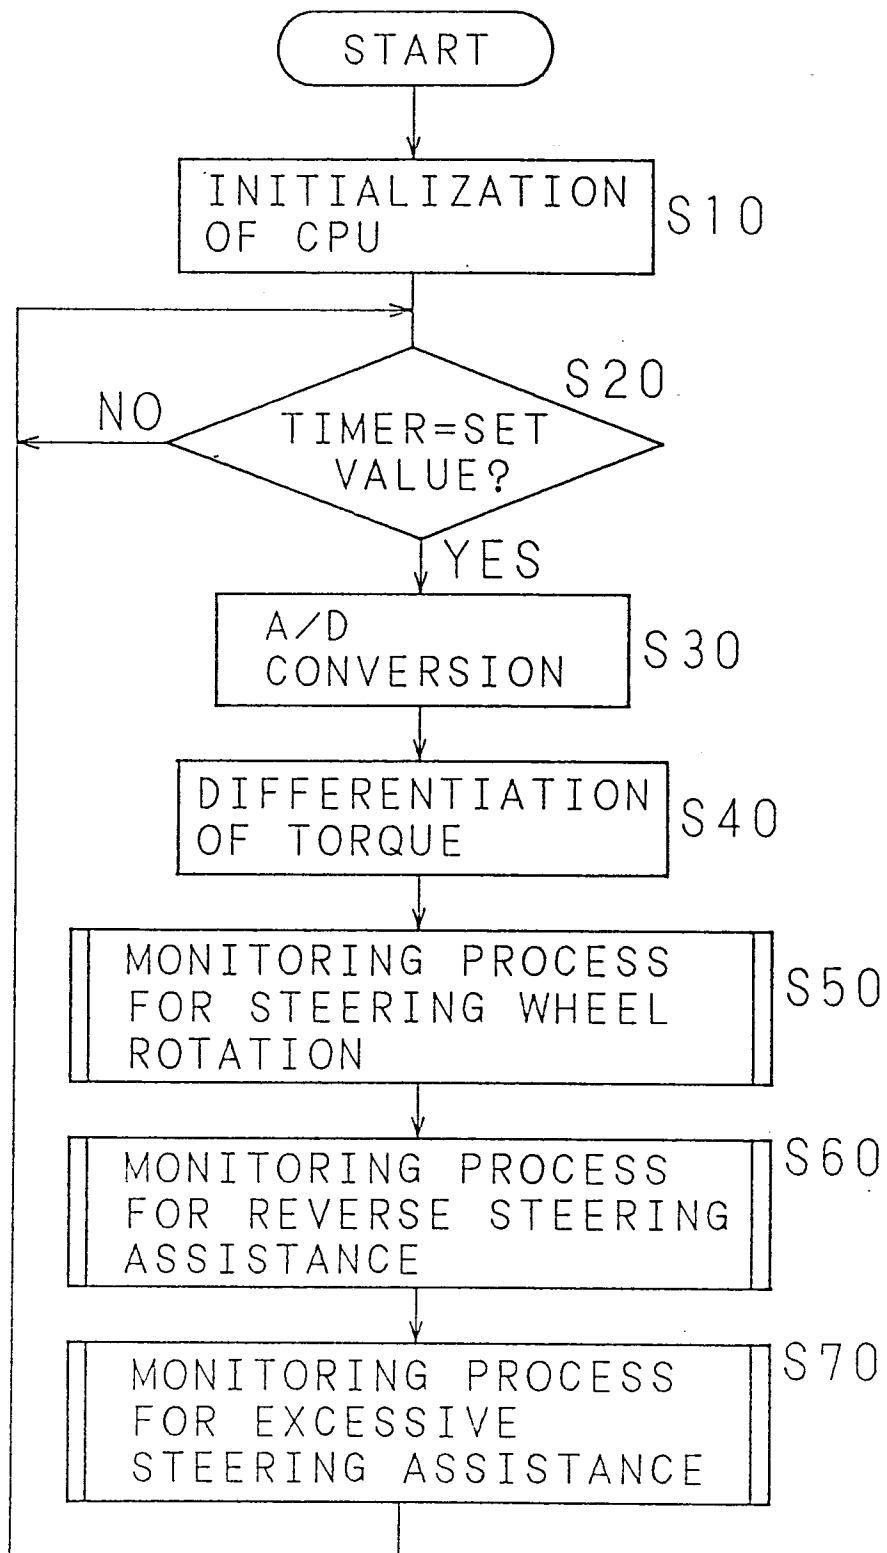 START
INITIALIZATION
OF CPU
S10
S20
NO
TIMER=SET
VALUE?
YES
A/D
CONVERSION
S30
DIFFERENTIATION
OF TORQUE
S40
MONITORING PROCESS
FOR STEERING WHEEL
ROTATION
S50
MONITORING PROCESS
FOR REVERSE STEERING
ASSISTANCE
S60
MONITORING PROCESS
FOR EXCESSIVE
STEERING ASSISTANCE
S70